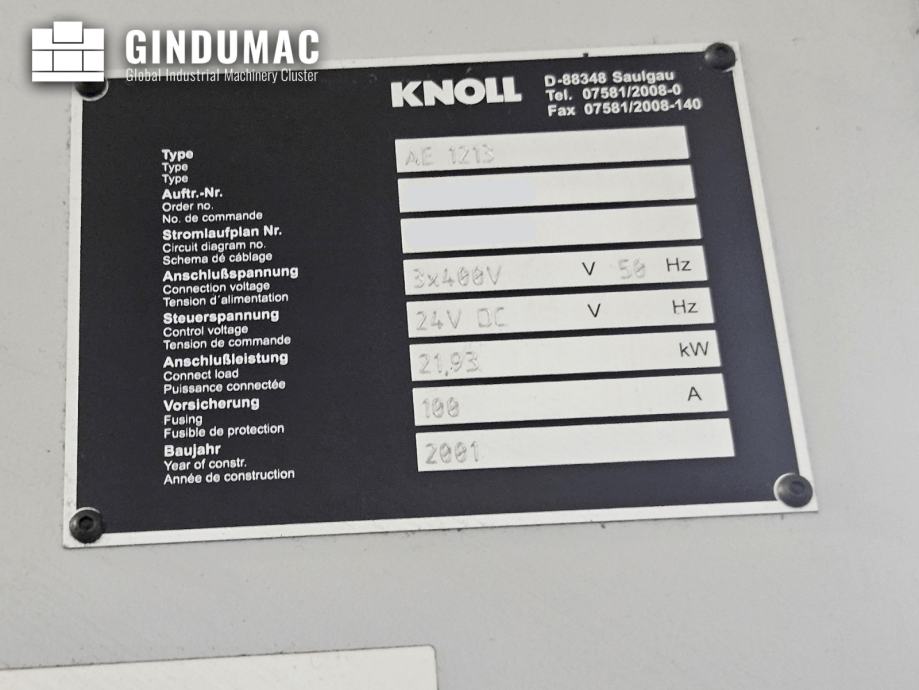 GINDUMAC
Global Industrial Machinery Cluster
KNOLL
D-88348 Saulgau
Tel. 07581/2008-0
Fax 07581/2008-140
Type AE 1213
Type
Type
Auftr.-Nr.
Order no.
No. de commande
Stromlaufplan Nr.
Circuit diagram no.
Schema dé câblage
Anschlußspannung 3x400V V 50 Hz
Connection voltage
Tension d'alimentation
Steuerspannung 24V DC V Hz
Control voltage
Tension de commande
Anschlußleistung 21,93 kW
Connect load
Puissance connectée
Vorsicherung 100 A
Fusing
Fusible de protection
Baujahr 2001
Year of constr.
Année de construction